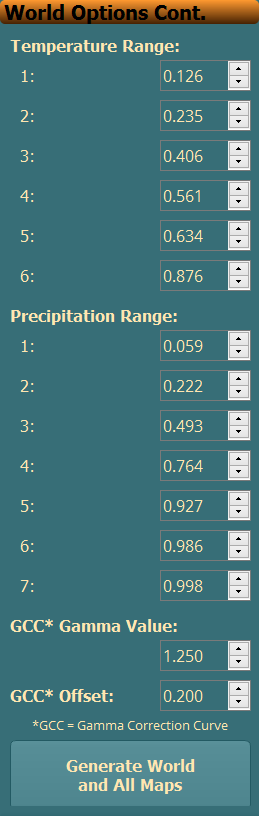 World Options Cont.
Temperature Range:
1: 0.126
2: 0.235
3: 0.406
4: 0.561
5: 0.634
6: 0.876
Precipitation Range:
1: 0.059
2: 0.222
3: 0.493
4: 0.764
5: 0.927
6: 0.986
7: 0.998
GCC* Gamma Value:
1.250
GCC* Offset: 0.200
*GCC = Gamma Correction Curve
Generate World
and All Maps